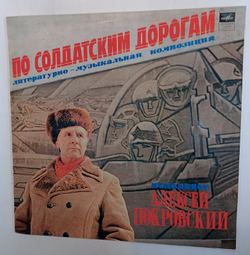 ПО СОЛДАТСКИМ ДОРОГАМ
литературно-музыкальная композиция
АЛЕКСЕЙ
ПОКРОВСКИЙ